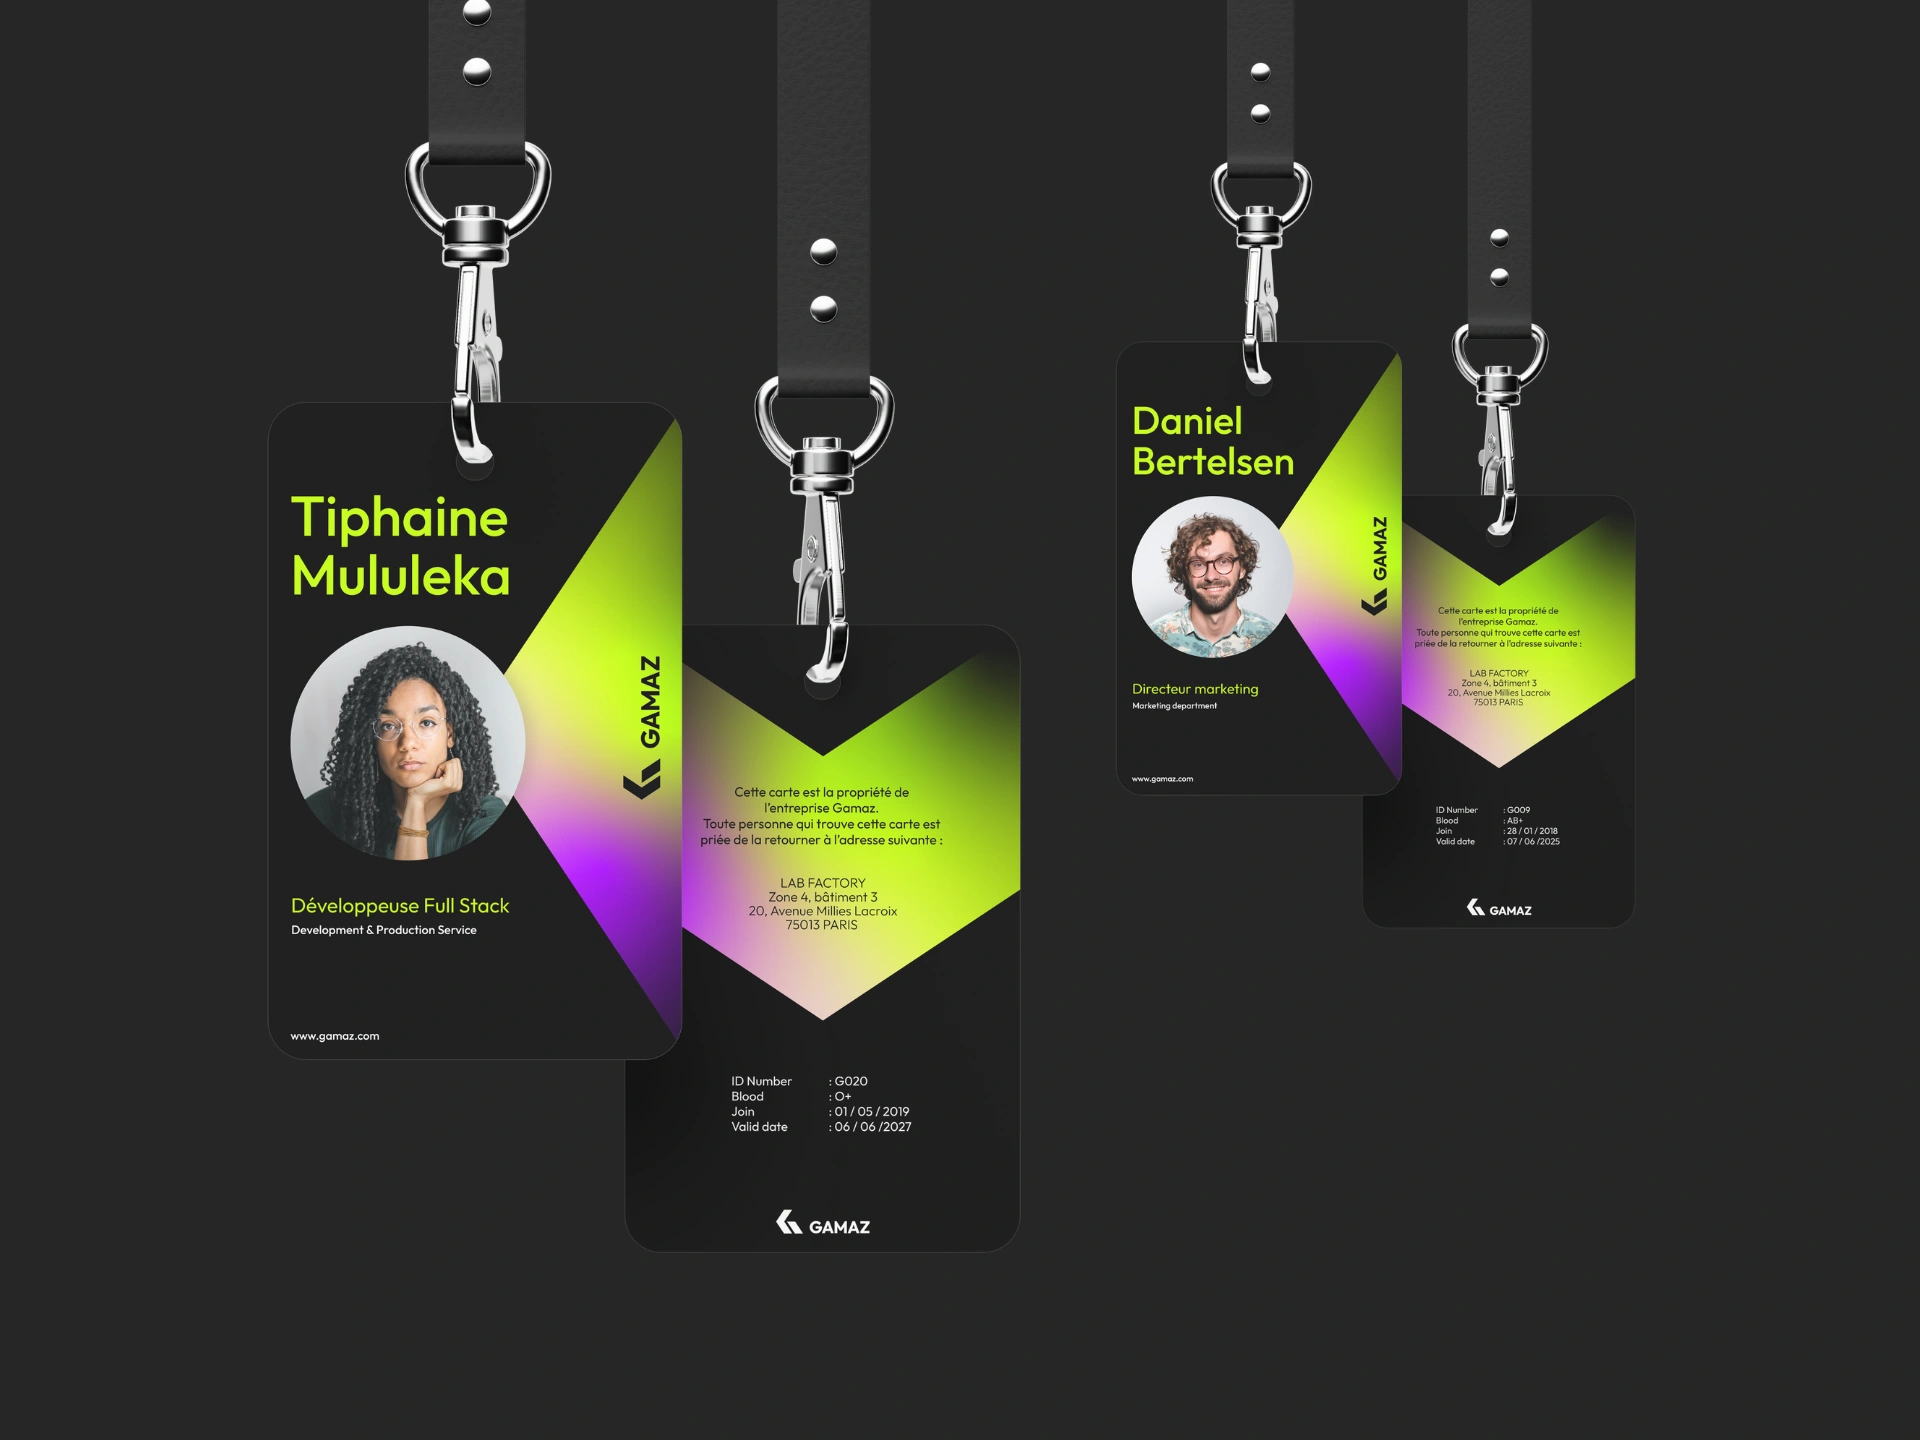 Tiphaine
Mululeka
GAMAZ
Développeuse Full Stack
Development & Production Service
www.gamaz.com
Cette carte est la propriété de
l'entreprise Gamaz.
Toute personne qui trouve cette carte est
priée de la retourner à l'adresse suivante :
LAB FACTORY
Zone 4, bâtiment 3
20, Avenue Millies Lacroix
75013 PARIS
ID Number : G020
Blood : O+
Join : 01 / 05 / 2019
Valid date : 06 / 06 /2027
GAMAZ
Daniel
Bertelsen
GAMAZ
Directeur marketing
Marketing department
www.gamaz.com
Cette carte est la propriété de
l'entreprise Gamaz.
Toute personne qui trouve cette carte est
priée de la retourner à l'adresse suivante :
LAB FACTORY
Zone 4, bâtiment 3
20, Avenue Millies Lacroix
75013 PARIS
ID Number : G009
Blood : AB+
Join : 28 / 01 / 2018
Valid date : 07 / 06 /2025
GAMAZ